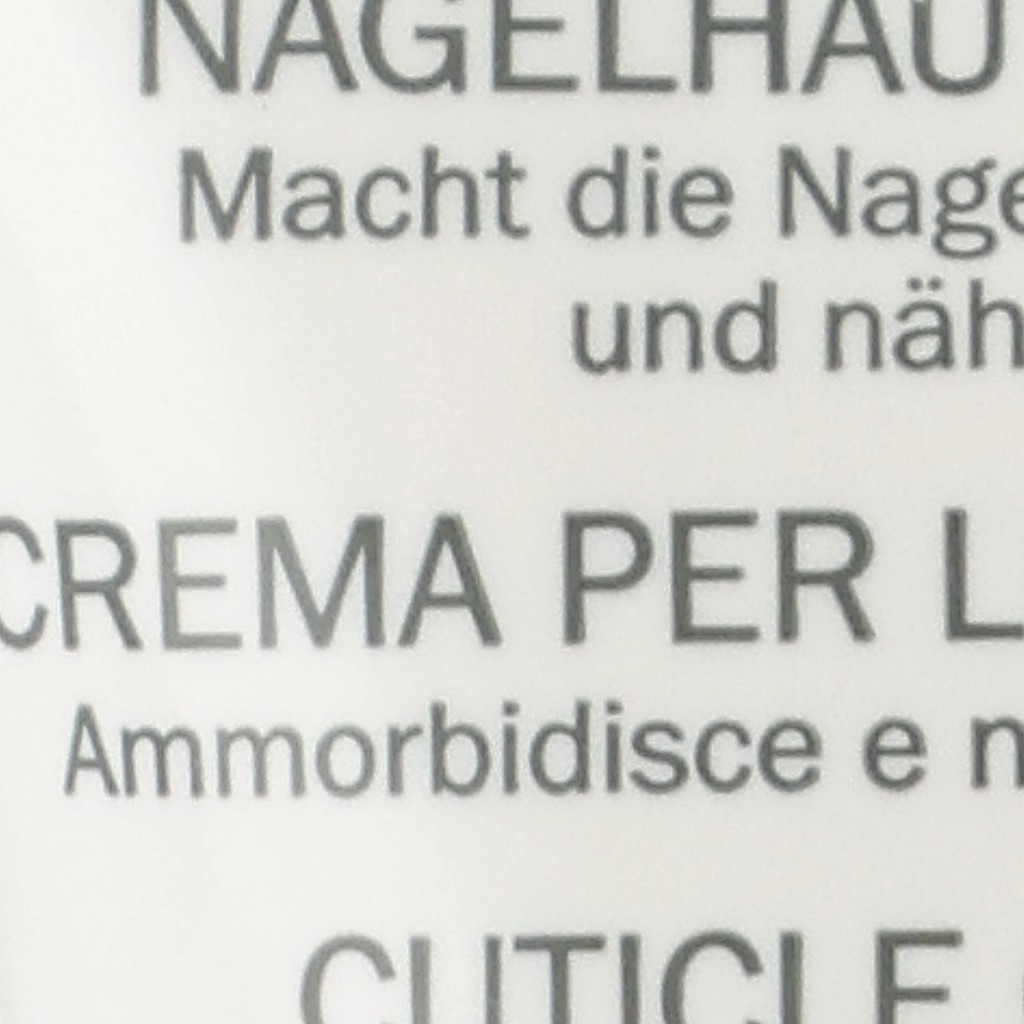 NAGELHAU
Macht die Nage
und näh
CREMA PER L
Ammorbidisce e n
CUTICLE